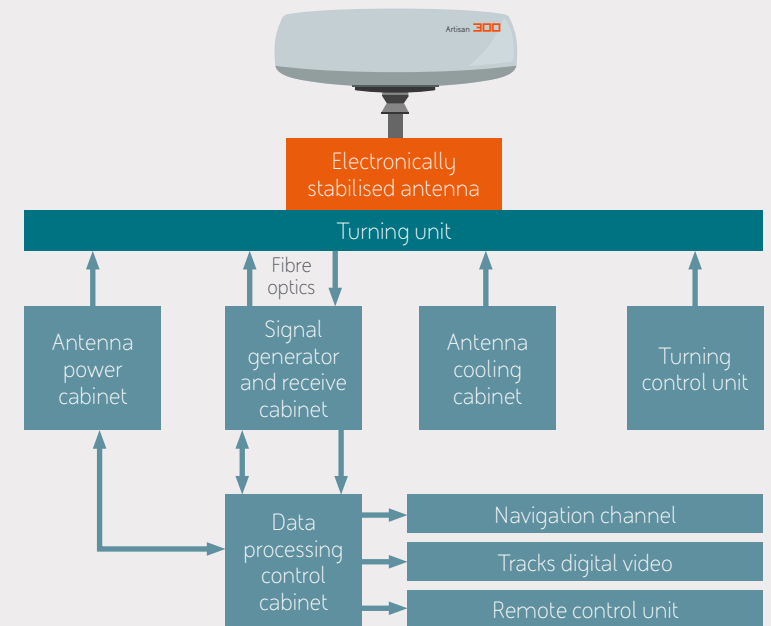 Artisan 300
Electronically
stabilised antenna
Turning unit
Fibre
optics
Antenna
power
cabinet
Signal
generator
and receive
cabinet
Antenna
cooling
cabinet
Turning
control unit
Data
processing
control
cabinet
Navigation channel
Tracks digital video
Remote control unit